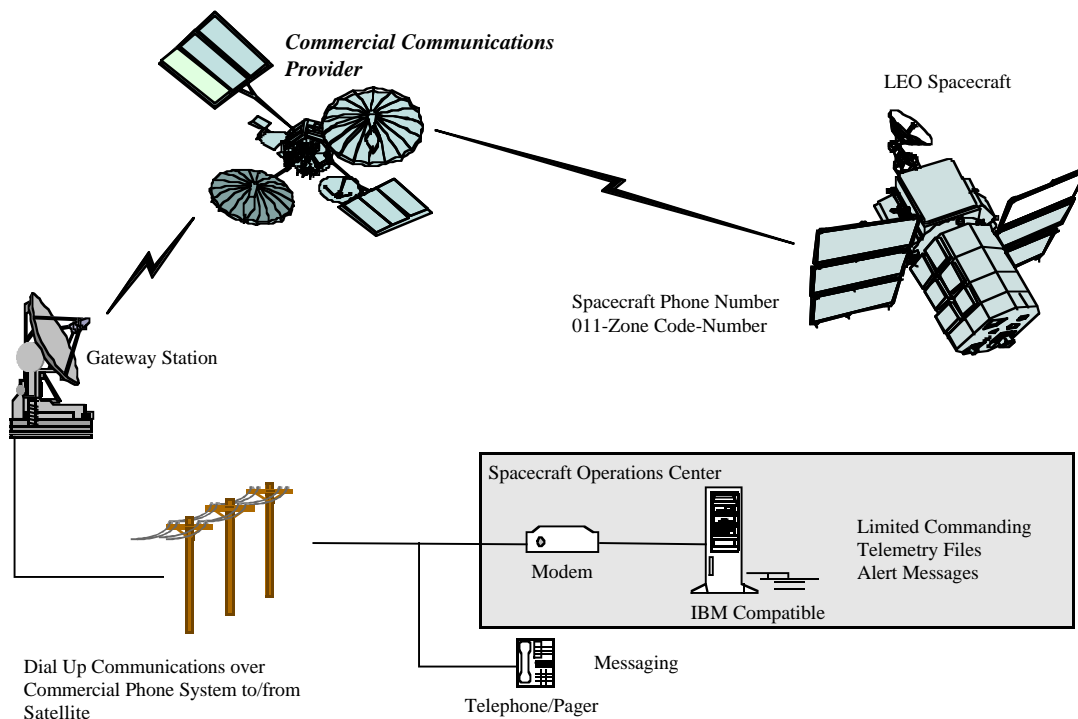 Commercial Communications
Provider
LEO Spacecraft
Spacecraft Phone Number
011-Zone Code-Number
Gateway Station
Spacecraft Operations Center
Limited Commanding
Telemetry Files
Alert Messages
Modem
IBM Compatible
Dial Up Communications over
Commercial Phone System to/from
Satellite
Messaging
Telephone/Pager